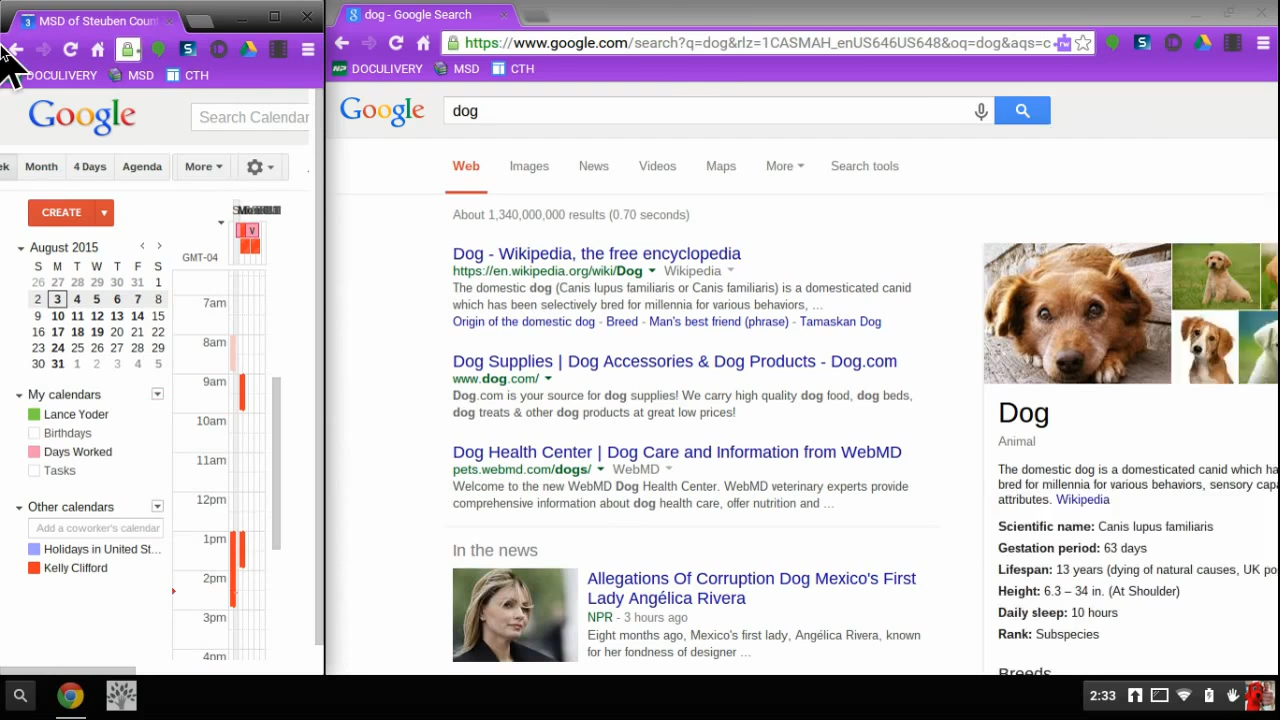 MSD of Steuben Count
DOCULIVERY MSD CTH
Google
Search Calendar
ek Month 4 Days Agenda More
CREATE
August 2015
S M T W T F S
26 27 28 29 30 31 1
2 3 4 5 6 7 8
9 10 11 12 13 14 15
16 17 18 19 20 21 22
23 24 25 26 27 28 29
30 31 1 2 3 4 5
My calendars
Lance Yoder
Birthdays
Days Worked
Tasks
Other calendars
Add a coworker's calendar
Holidays in United St...
Kelly Clifford
GMT-04
7am
8am
9am
10am
11am
12pm
1pm
2pm
3pm
4pm
dog - Google Search
https://www.google.com/search?q=dog&rlz=1CASMAH_enUS646US648&oq=dog&aqs=c
DOCULIVERY MSD CTH
Google
dog
Web Images News Videos Maps More Search tools
About 1,340,000,000 results (0.70 seconds)
Dog - Wikipedia, the free encyclopedia
https://en.wikipedia.org/wiki/Dog Wikipedia
The domestic dog (Canis lupus familiaris or Canis familiaris) is a domesticated canid
which has been selectively bred for millennia for various behaviors, ...
Origin of the domestic dog - Breed - Man's best friend (phrase) - Tamaskan Dog
Dog Supplies | Dog Accessories & Dog Products - Dog.com
www.dog.com/
Dog.com is your source for dog supplies! We carry high quality dog food, dog beds,
dog treats & other dog products at great low prices!
Dog Health Center | Dog Care and Information from WebMD
pets.webmd.com/dogs/ WebMD
Welcome to the new WebMD Dog Health Center. WebMD veterinary experts provide
comprehensive information about dog health care, offer nutrition and ...
In the news
Allegations Of Corruption Dog Mexico's First
Lady Angélica Rivera
NPR - 3 hours ago
Eight months ago, Mexico's first lady, Angélica Rivera, known
for her fondness of designer ...
Dog
Animal
The domestic dog is a domesticated canid which ha
bred for millennia for various behaviors, sensory capa
attributes. Wikipedia
Scientific name: Canis lupus familiaris
Gestation period: 63 days
Lifespan: 13 years (dying of natural causes, UK po
Height: 6.3 – 34 in. (At Shoulder)
Daily sleep: 10 hours
Rank: Subspecies
Breeds
2:33